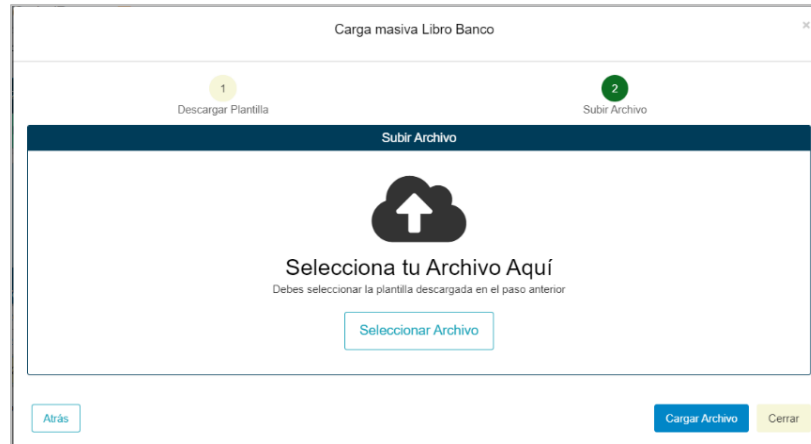 Carga masiva Libro Banco
×
1
Descargar Plantilla
2
Subir Archivo
Subir Archivo
Selecciona tu Archivo Aquí
Debes seleccionar la plantilla descargada en el paso anterior
Seleccionar Archivo
Atrás
Cargar Archivo
Cerrar